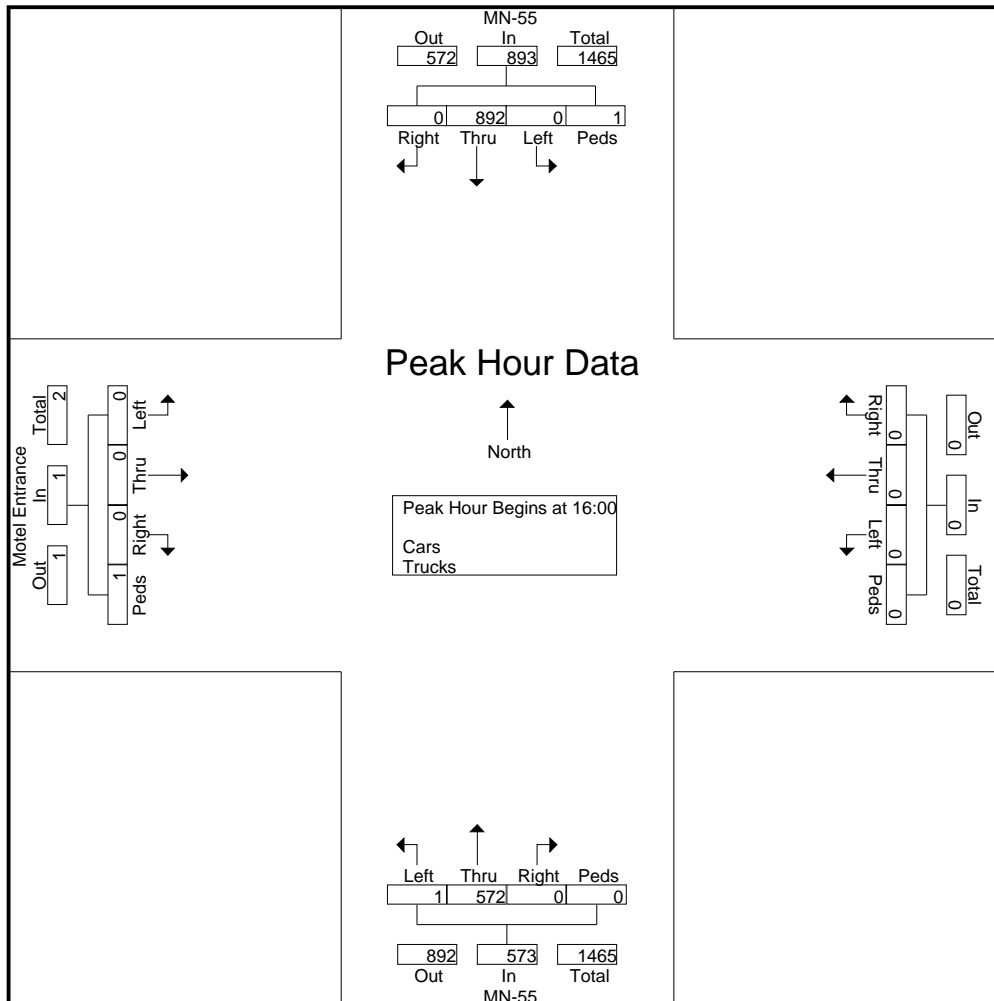 MN-55
Out In Total
572 893 1465
0 892 0 1
Right Thru Left Peds
Peak Hour Data
North
Peak Hour Begins at 16:00
Cars
Trucks
Motel Entrance
Out In Total
1 1 2
1 0 0 0
Peds Right Thru Left
Out In Total
0 0 0
Right Thru Left Peds
0 0 0 0
Left Thru Right Peds
1 572 0 0
892 573 1465
Out In Total
MN-55